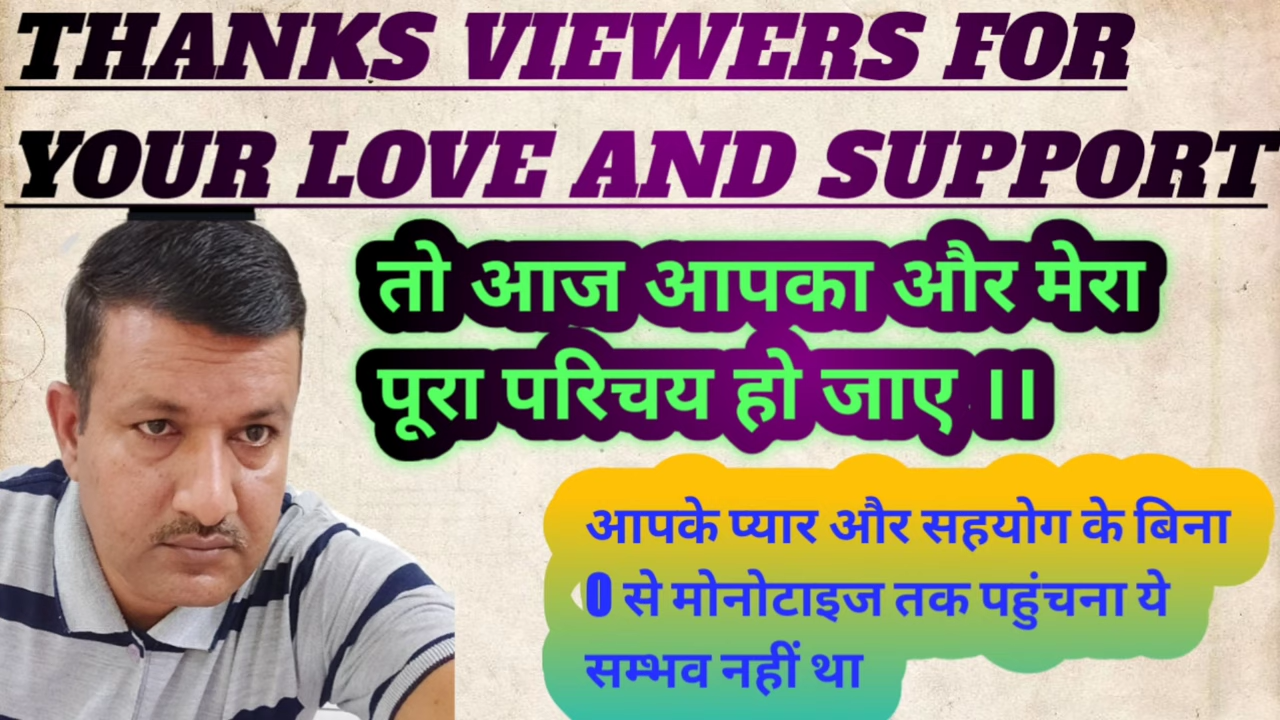 THANKS VIEWERS FOR
YOUR LOVE AND SUPPORT
तो आज आपका और मेरा
पूरा परिचय हो जाए ।।
आपके प्यार और सहयोग के बिना
0 से मोनोटाइज तक पहुंचना ये
सम्भव नहीं था